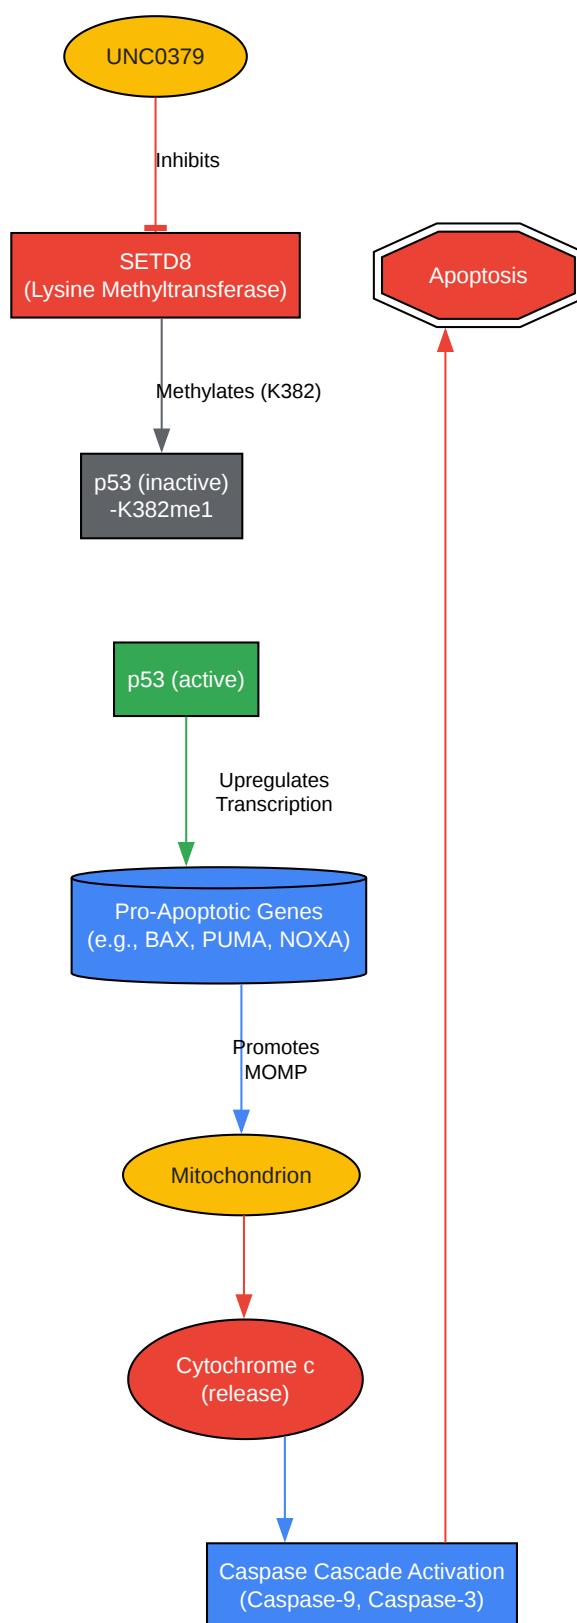 UNC0379
Inhibits
SETD8
(Lysine Methyltransferase)
Apoptosis
Methylates (K382)
p53 (inactive)
-K382me1
p53 (active)
Upregulates
Transcription
Pro-Apoptotic Genes
(e.g., BAX, PUMA, NOXA)
Promotes
MOMP
Mitochondrion
Cytochrome c
(release)
Caspase Cascade Activation
(Caspase-9, Caspase-3)